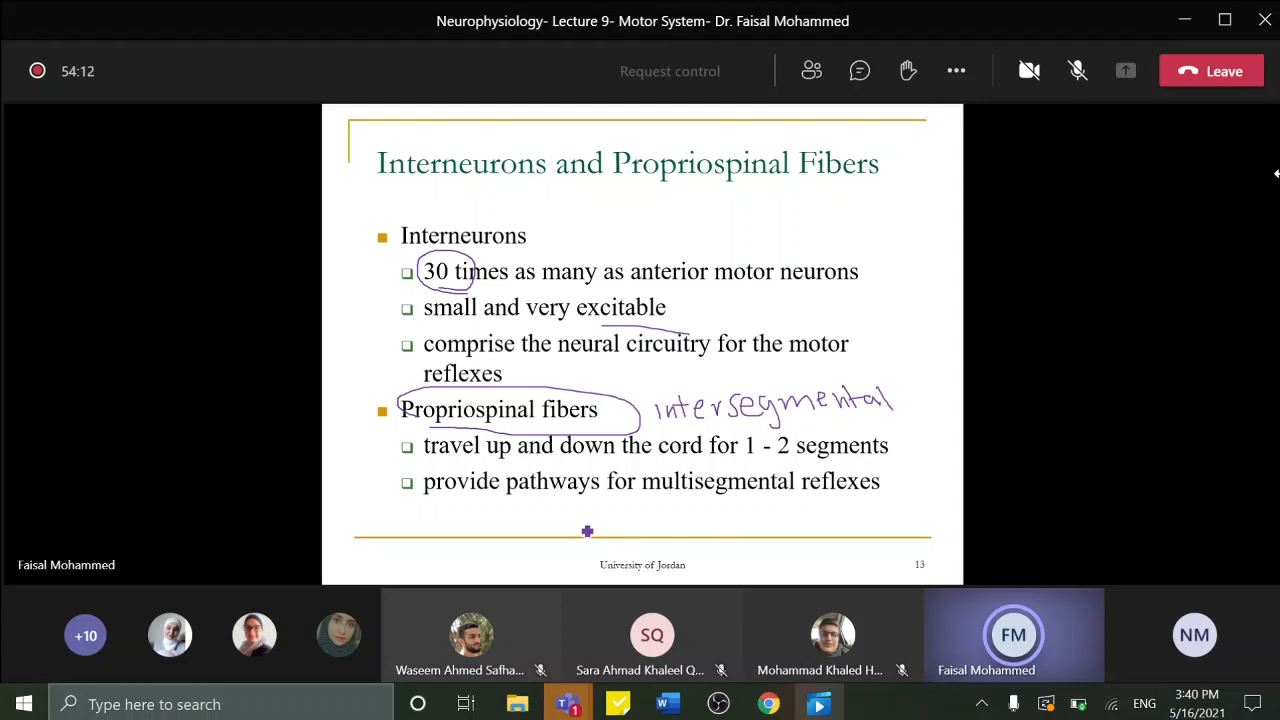 Neurophysiology- Lecture 9- Motor System- Dr. Faisal Mohammed
54:12
Request control
Leave
Interneurons and Propriospinal Fibers
Interneurons
30 times as many as anterior motor neurons
small and very excitable
comprise the neural circuitry for the motor
reflexes
Propriospinal fibers intersegmental
travel up and down the cord for 1 - 2 segments
provide pathways for multisegmental reflexes
University of Jordan 13
Faisal Mohammed
+10
SQ
FM
NM
Waseem Ahmed Safha...
Sara Ahmad Khaleel Q...
Mohammad Khaled H...
Faisal Mohammed
Type here to search
1
ENG
3:40 PM
5/16/2021